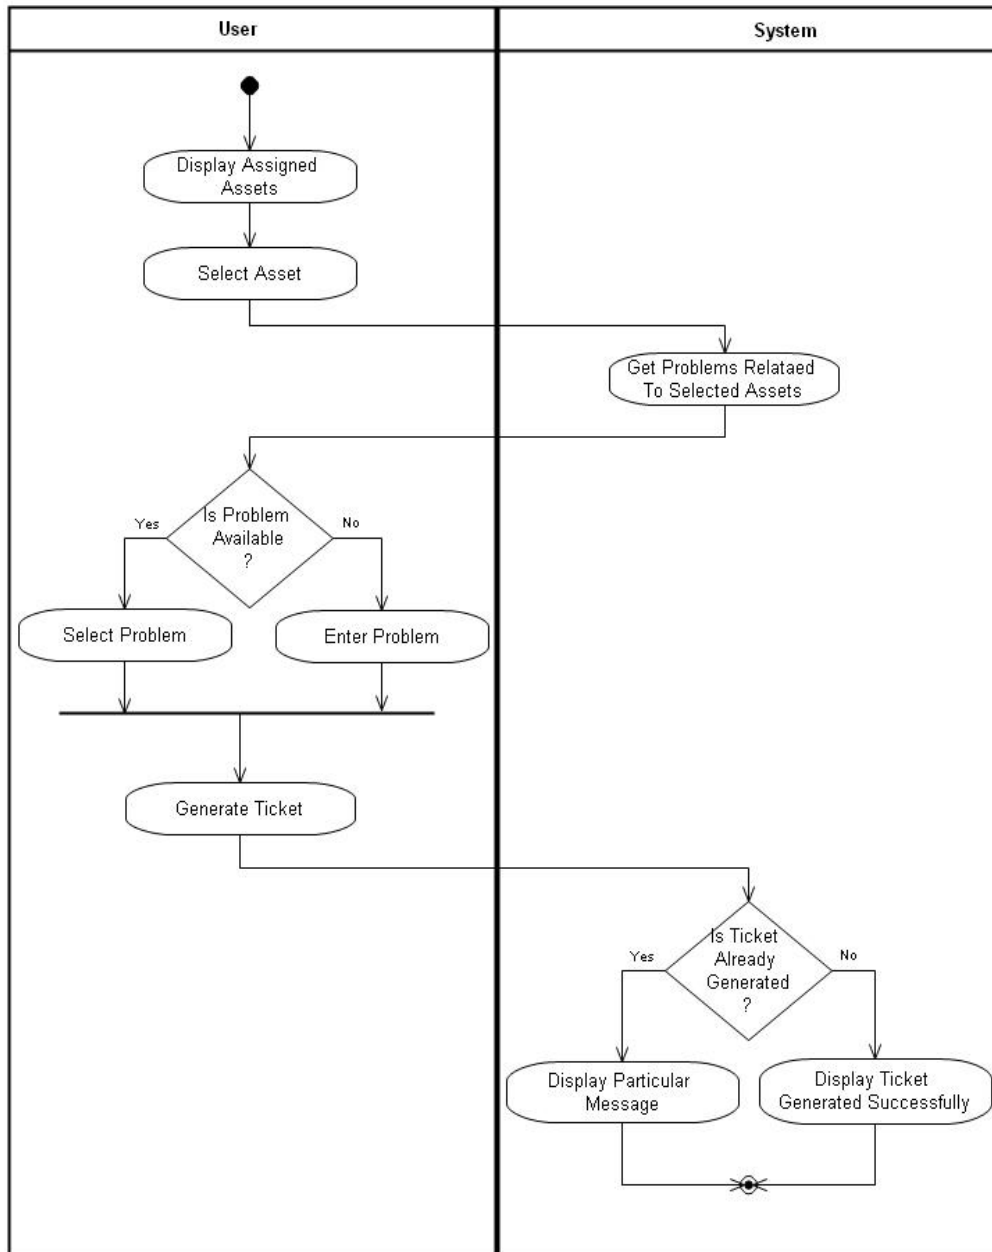 User
System
Display Assigned
Assets
Select Asset
Get Problems Relataed
To Selected Assets
Is Problem
Available
?
Yes
No
Select Problem
Enter Problem
Generate Ticket
Is Ticket
Already
Generated
?
Yes
No
Display Particular
Message
Display Ticket
Generated Successfully